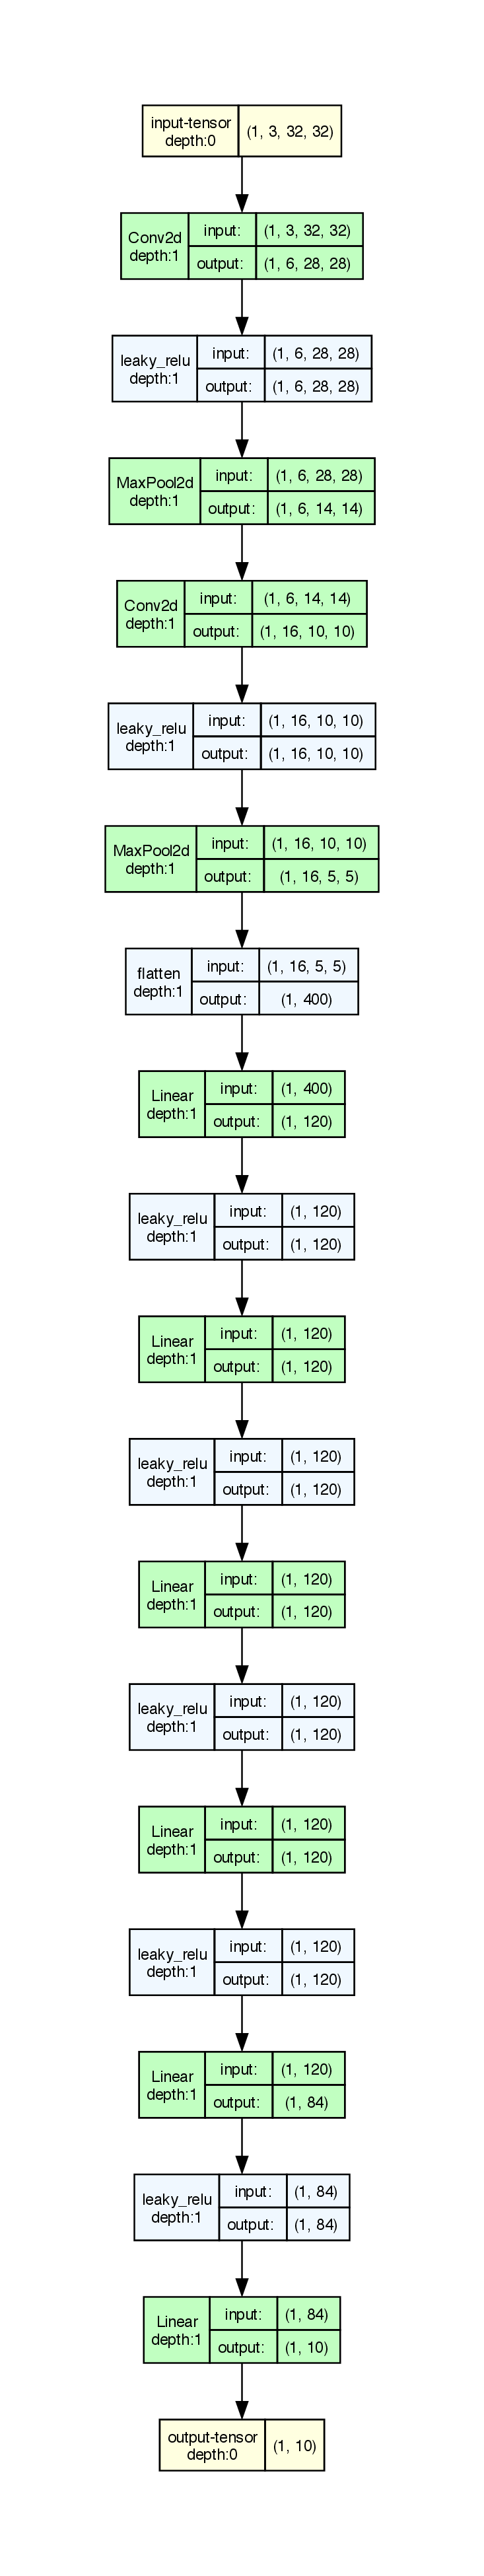 input-tensor
depth:0
(1, 3, 32, 32)
Conv2d
depth:1
input:
(1, 3, 32, 32)
output:
(1, 6, 28, 28)
leaky_relu
depth:1
input:
(1, 6, 28, 28)
output:
(1, 6, 28, 28)
MaxPool2d
depth:1
input:
(1, 6, 28, 28)
output:
(1, 6, 14, 14)
Conv2d
depth:1
input:
(1, 6, 14, 14)
output:
(1, 16, 10, 10)
leaky_relu
depth:1
input:
(1, 16, 10, 10)
output:
(1, 16, 10, 10)
MaxPool2d
depth:1
input:
(1, 16, 10, 10)
output:
(1, 16, 5, 5)
flatten
depth:1
input:
(1, 16, 5, 5)
output:
(1, 400)
Linear
depth:1
input:
(1, 400)
output:
(1, 120)
leaky_relu
depth:1
input:
(1, 120)
output:
(1, 120)
Linear
depth:1
input:
(1, 120)
output:
(1, 120)
leaky_relu
depth:1
input:
(1, 120)
output:
(1, 120)
Linear
depth:1
input:
(1, 120)
output:
(1, 120)
leaky_relu
depth:1
input:
(1, 120)
output:
(1, 120)
Linear
depth:1
input:
(1, 120)
output:
(1, 120)
leaky_relu
depth:1
input:
(1, 120)
output:
(1, 120)
Linear
depth:1
input:
(1, 120)
output:
(1, 84)
leaky_relu
depth:1
input:
(1, 84)
output:
(1, 84)
Linear
depth:1
input:
(1, 84)
output:
(1, 10)
output-tensor
depth:0
(1, 10)